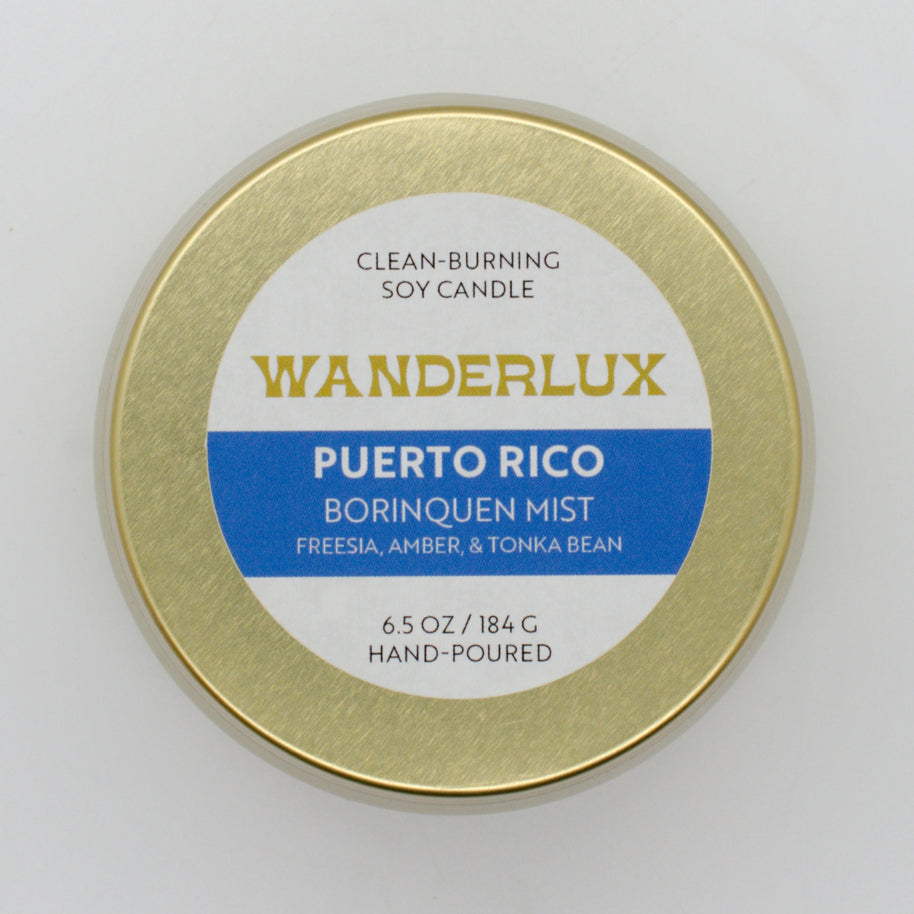 CLEAN-BURNING
SOY CANDLE
WANDERLUX
PUERTO RICO
BORINQUEN MIST
FREESIA, AMBER, & TONKA BEAN
6.5 OZ / 184 G
HAND-POURED